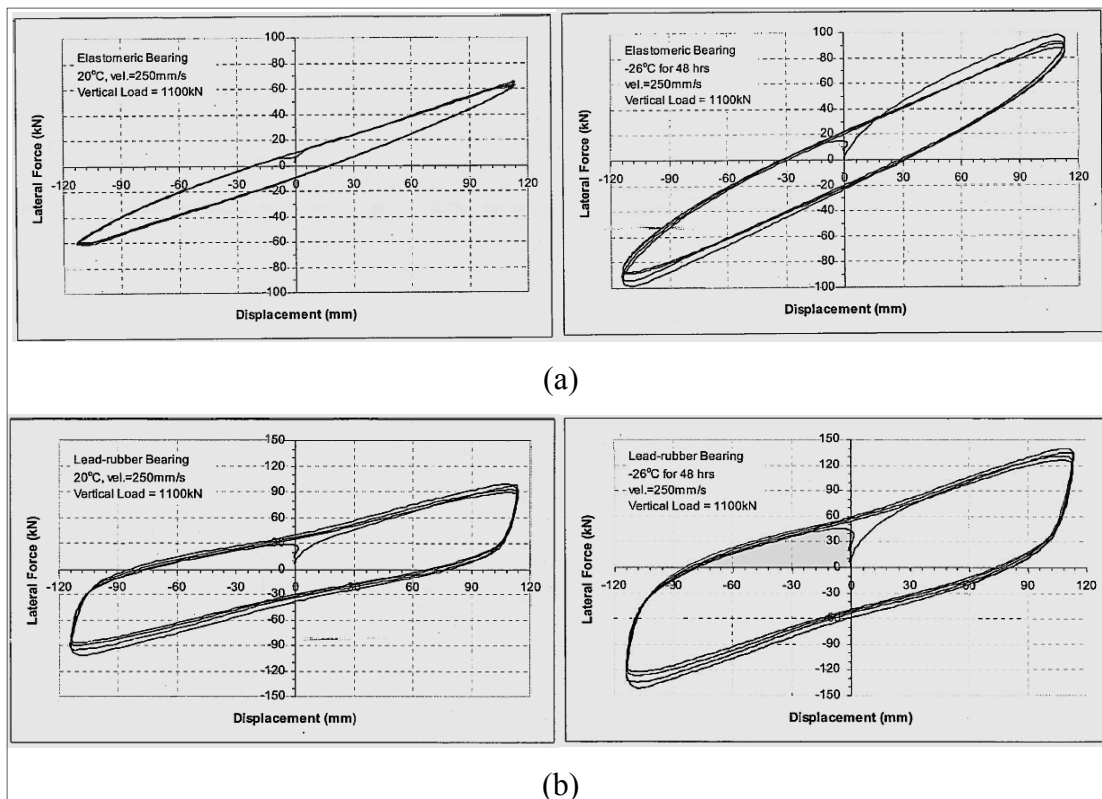 Elastomeric Bearing
20°C, vel.=250mm/s
Vertical Load = 1100kN
Lateral Force (kN)
100
80
60
40
20
0
-20
-40
-60
-80
-100
-120 -90 -60 -30 0 30 60 90 120
Displacement (mm)
Elastomeric Bearing
-26°C for 48 hrs
vel.=250mm/s
Vertical Load = 1100kN
Lateral Force (kN)
100
80
60
40
20
0
-20
-40
-60
-80
-100
-120 -90 -60 -30 0 30 60 90 120
Displacement (mm)
(a)
Lead-rubber Bearing
20°C, vel.=250mm/s
Vertical Load = 1100kN
Lateral Force (kN)
150
120
90
60
30
0
-30
-60
-90
-120
-150
-120 -90 -60 -30 0 30 60 90 120
Displacement (mm)
Lead-rubber Bearing
-26°C for 48 hrs
vel.=250mm/s
Vertical Load = 1100kN
Lateral Force (kN)
150
120
90
60
30
0
-30
-90
-120
-150
-120 -90 -60 -30 0 30 60 90 120
Displacement (mm)
(b)